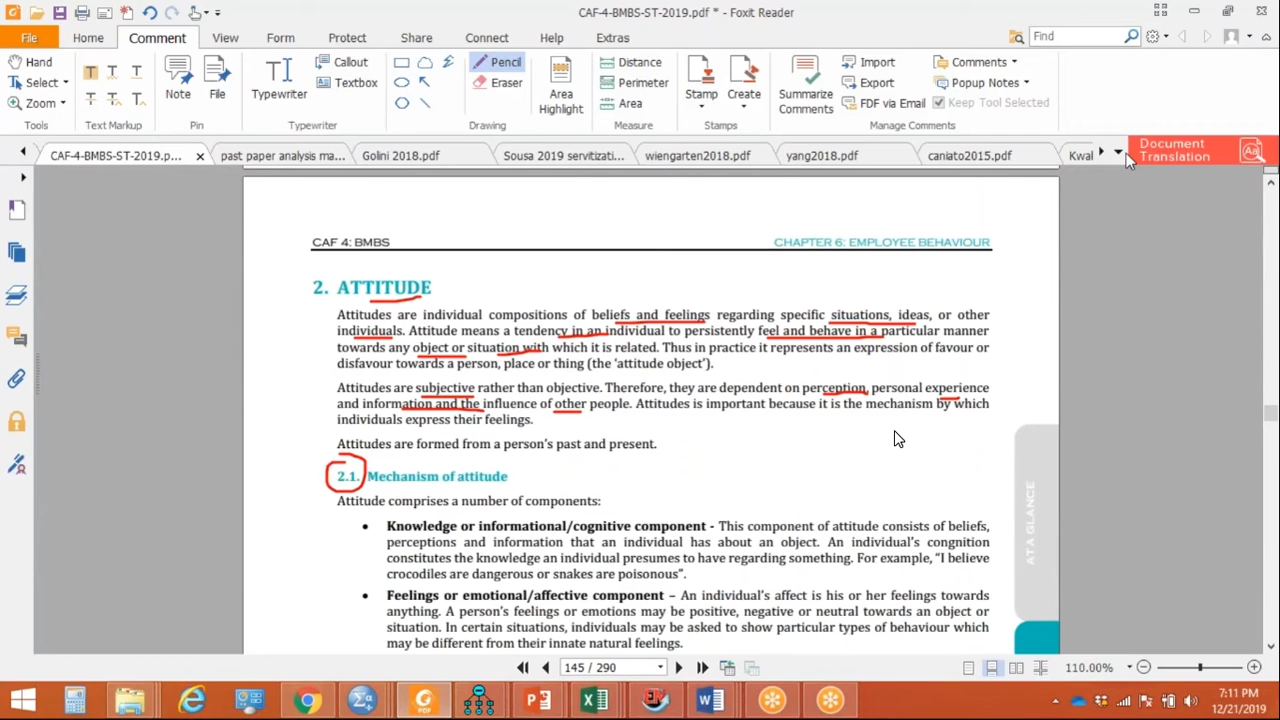 CAF-4-BMBS-ST-2019.pdf * - Foxit Reader
File Home Comment View Form Protect Share Connect Help Extras Find
Hand Select Zoom Tools
Text Markup
Note File Pin
Typewriter Callout Textbox Typewriter
Pencil Eraser Area Highlight Drawing
Distance Perimeter Area Measure
Stamp Create Stamps
Summarize Comments Import Export FDF via Email Comments Popup Notes Keep Tool Selected Manage Comments
CAF-4-BMBS-ST-2019.p... past paper analysis ma... Golini 2018.pdf Sousa 2019 servitizati... wiengarten2018.pdf yang2018.pdf caniato2015.pdf Kwal Document Translation
CAF 4: BMBS CHAPTER 6: EMPLOYEE BEHAVIOUR
2. ATTITUDE
Attitudes are individual compositions of beliefs and feelings regarding specific situations, ideas, or other
individuals. Attitude means a tendency in an individual to persistently feel and behave in a particular manner
towards any object or situation with which it is related. Thus in practice it represents an expression of favour or
disfavour towards a person, place or thing (the ‘attitude object’).
Attitudes are subjective rather than objective. Therefore, they are dependent on perception, personal experience
and information and the influence of other people. Attitudes is important because it is the mechanism by which
individuals express their feelings.
Attitudes are formed from a person’s past and present.
2.1. Mechanism of attitude
Attitude comprises a number of components:
• Knowledge or informational/cognitive component - This component of attitude consists of beliefs,
perceptions and information that an individual has about an object. An individual’s congnition
constitutes the knowledge an individual presumes to have regarding something. For example, “I believe
crocodiles are dangerous or snakes are poisonous”.
• Feelings or emotional/affective component – An individual’s affect is his or her feelings towards
anything. A person’s feelings or emotions may be positive, negative or neutral towards an object or
situation. In certain situations, individuals may be asked to show particular types of behaviour which
may be different from their innate natural feelings.
AT A GLANCE
145 / 290 110.00%
7:11 PM
12/21/2019